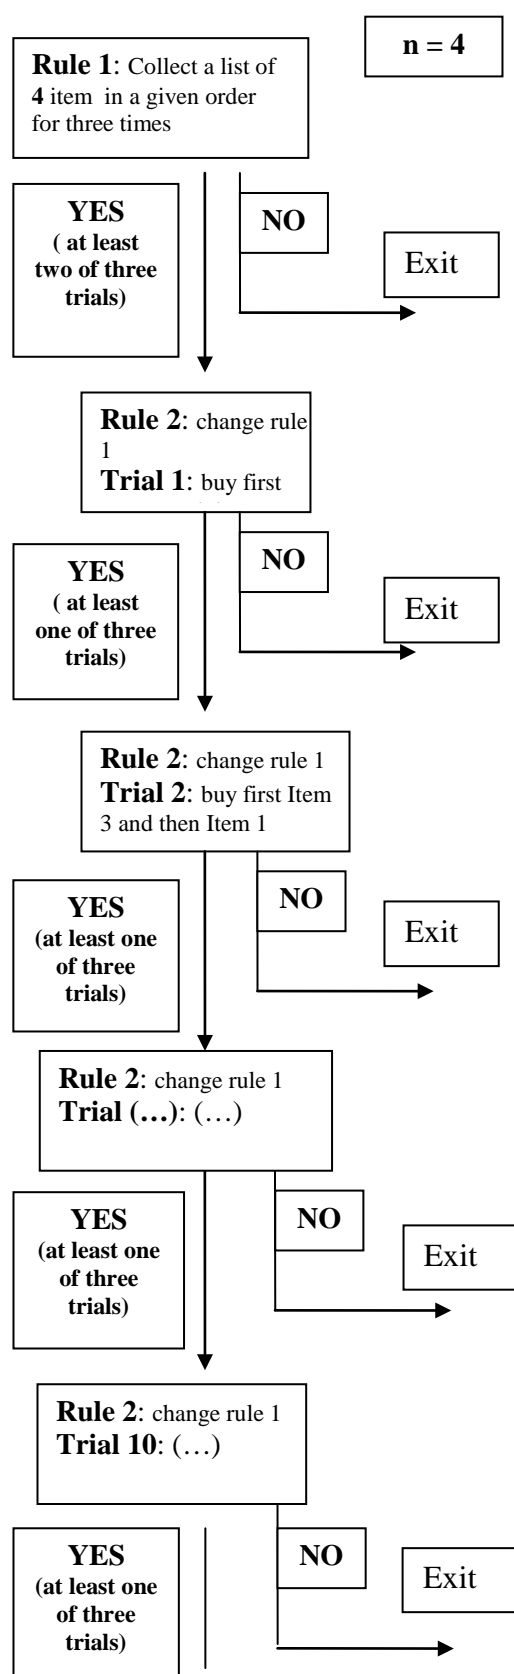 n = 4
Rule 1: Collect a list of
4 item in a given order
for three times
YES
( at least
two of three
trials)
NO
Exit
Rule 2: change rule
1
Trial 1: buy first
YES
( at least
one of three
trials)
NO
Exit
Rule 2: change rule 1
Trial 2: buy first Item
3 and then Item 1
YES
(at least one
of three
trials)
NO
Exit
Rule 2: change rule 1
Trial (…): (…)
YES
(at least one
of three
trials)
NO
Exit
Rule 2: change rule 1
Trial 10: (…)
YES
(at least one
of three
trials)
NO
Exit